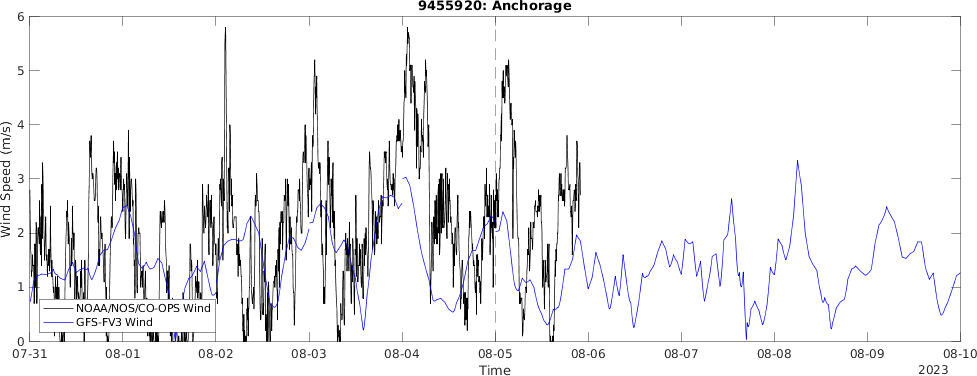 9455920: Anchorage
Wind Speed (m/s)
6
5
4
3
2
1
0
NOAA/NOS/CO-OPS Wind
GFS-FV3 Wind
07-31 08-01 08-02 08-03 08-04 08-05 08-06 08-07 08-08 08-09 08-10
Time
2023